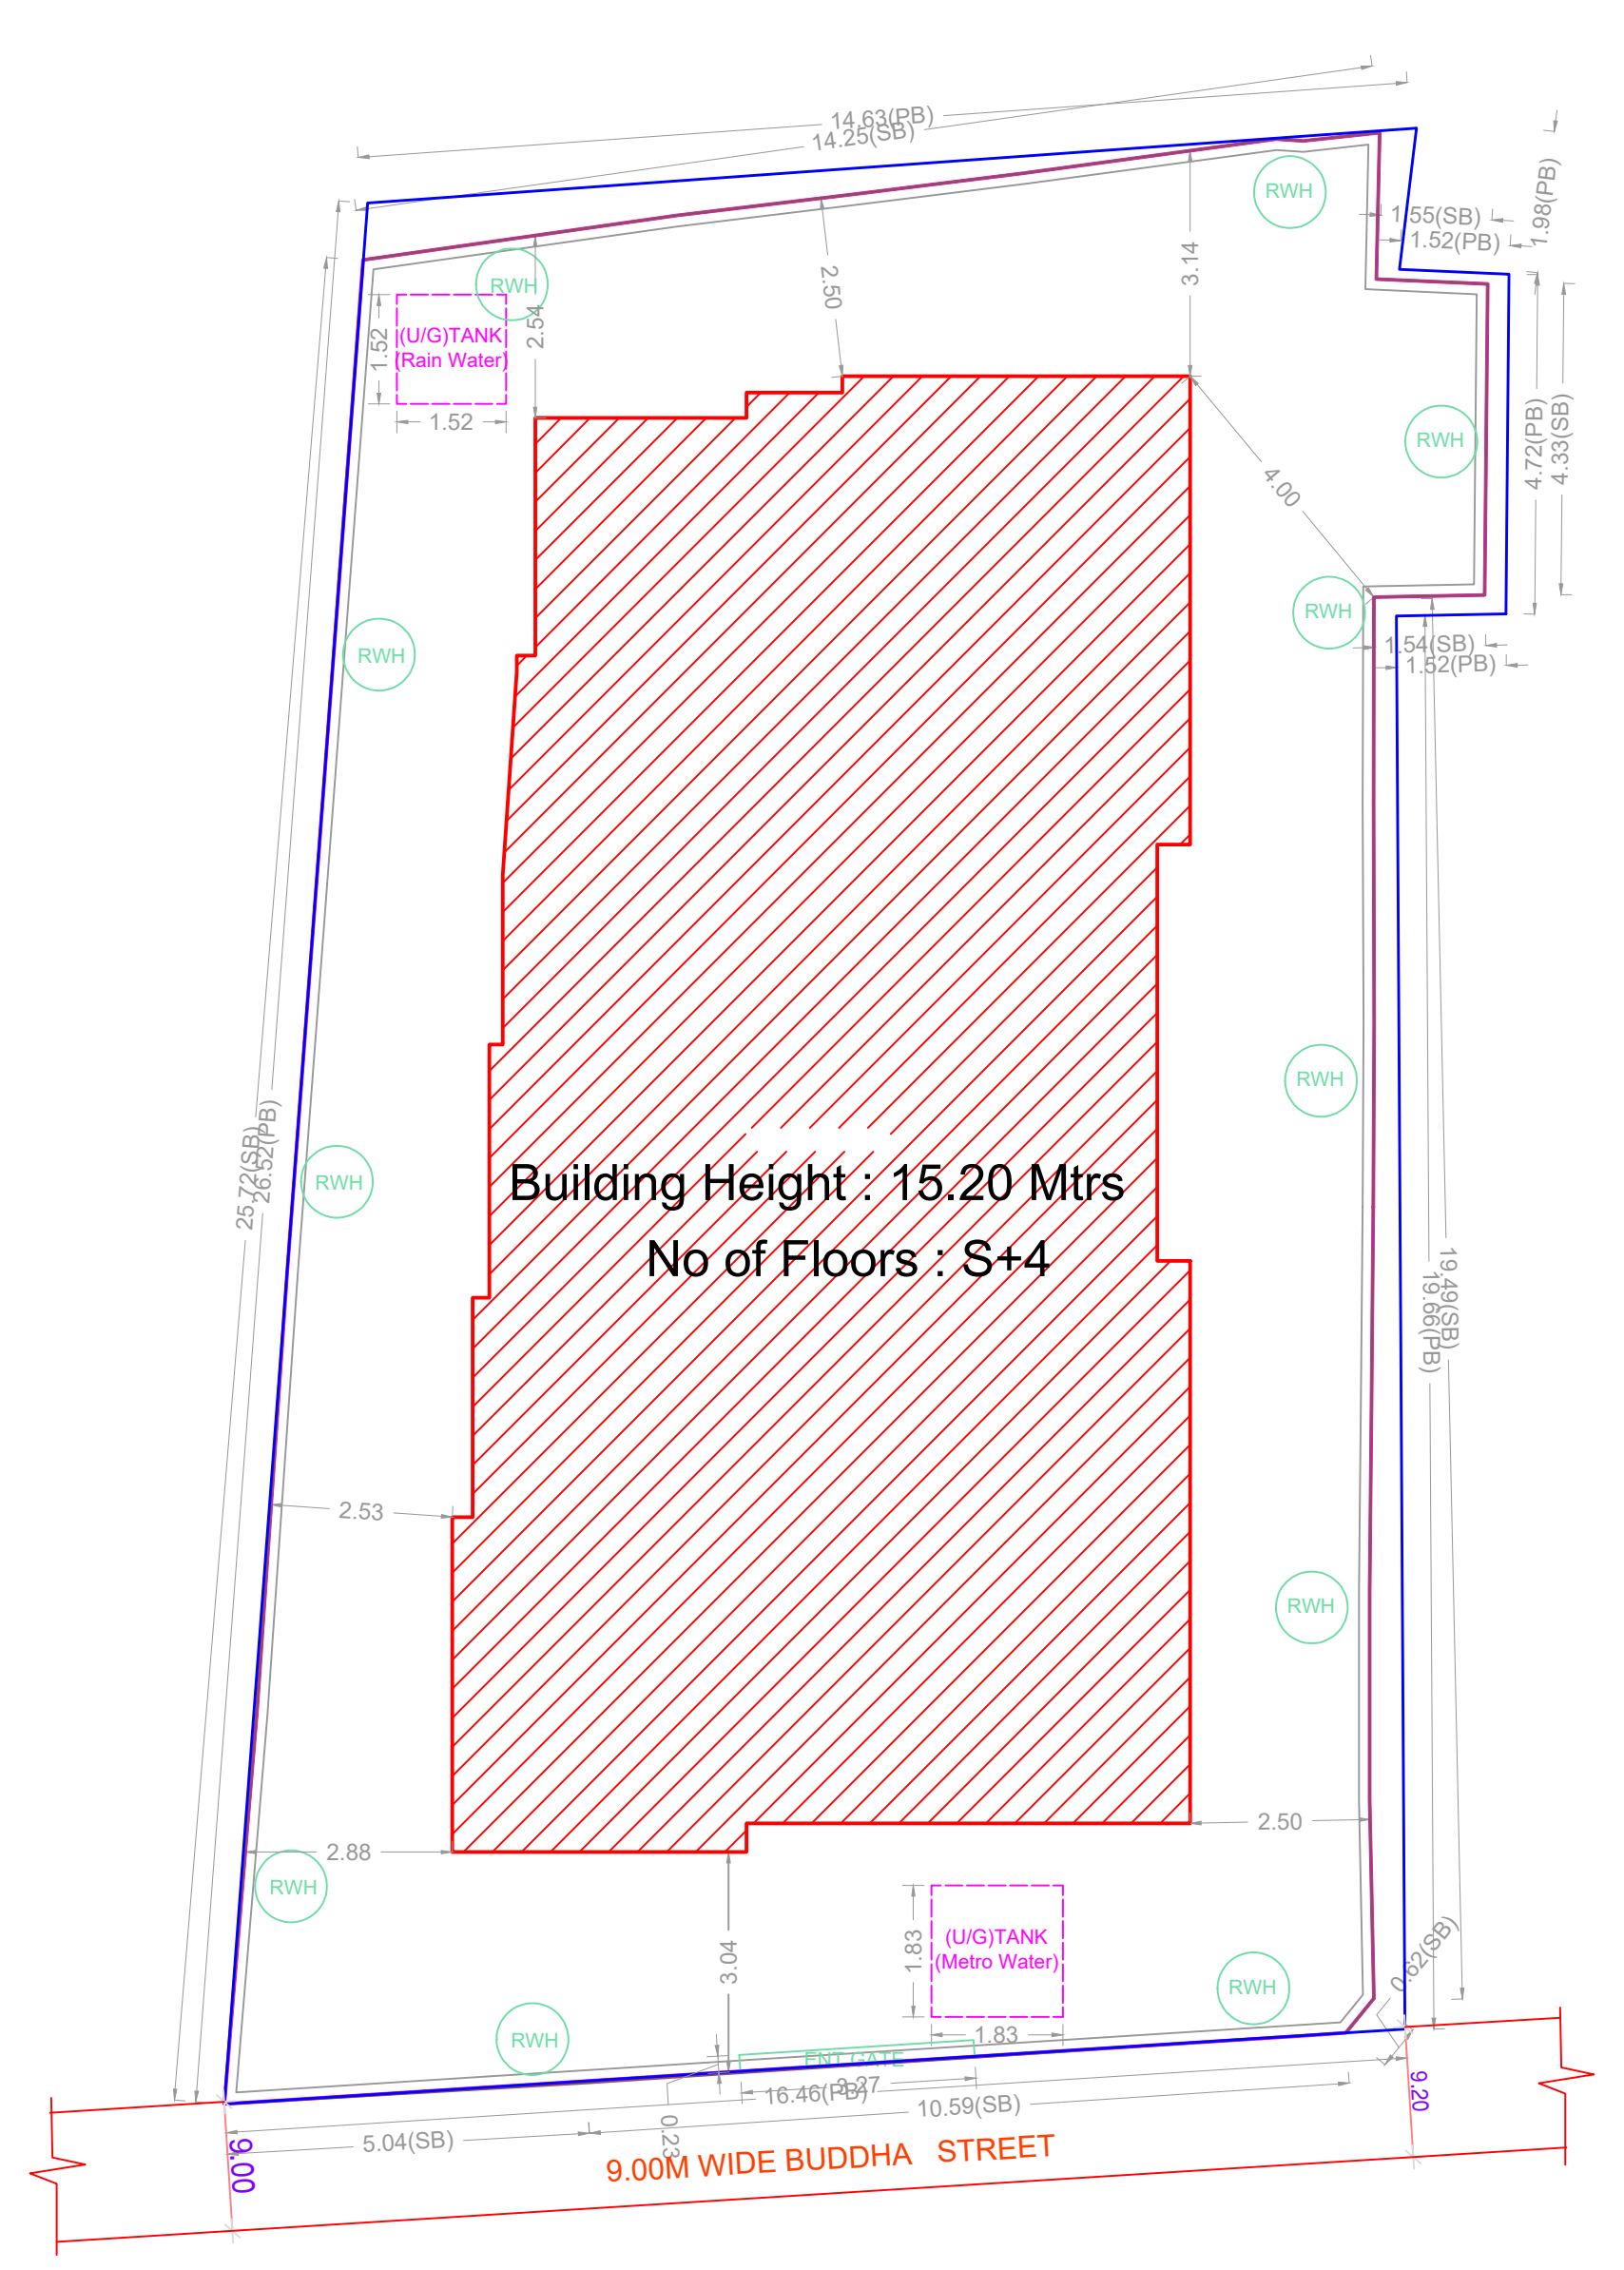 14.63(PB)
14.25(SB)
1.98(PB)
1.55(SB)
1.52(PB)
RWH
RWH
2.50
3.14
2.54
1.52
(U/G)TANK
(Rain Water)
1.52
4.00
RWH
4.72(PB)
4.33(SB)
RWH
1.54(SB)
1.52(PB)
RWH
RWH
25.72(SB)
26.52(PB)
RWH
Building Height : 15.20 Mtrs
No of Floors : S+4
19.49(SB)
19.66(PB)
2.53
RWH
2.50
2.88
RWH
3.04
1.83
(U/G)TANK
(Metro Water)
1.83
RWH
0.62(SB)
RWH
ENT.GATE
3.27
16.46(PB)
10.59(SB)
5.04(SB)
0.23
9.20
9.00
9.00M WIDE BUDDHA STREET